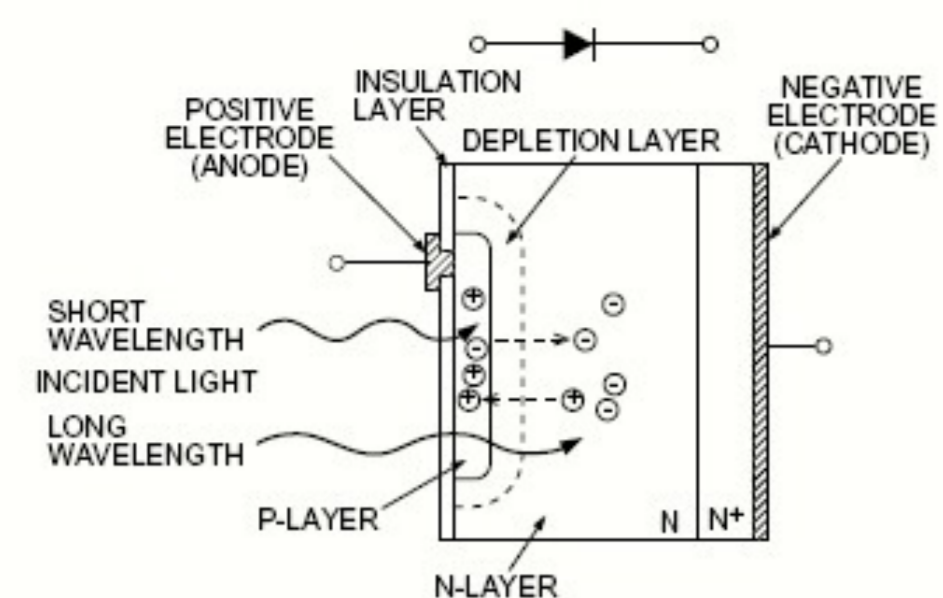 INSULATION
LAYER
NEGATIVE
ELECTRODE
(CATHODE)
POSITIVE
ELECTRODE
(ANODE)
DEPLETION LAYER
SHORT
WAVELENGTH
INCIDENT LIGHT
LONG
WAVELENGTH
P-LAYER
N
N+
N-LAYER